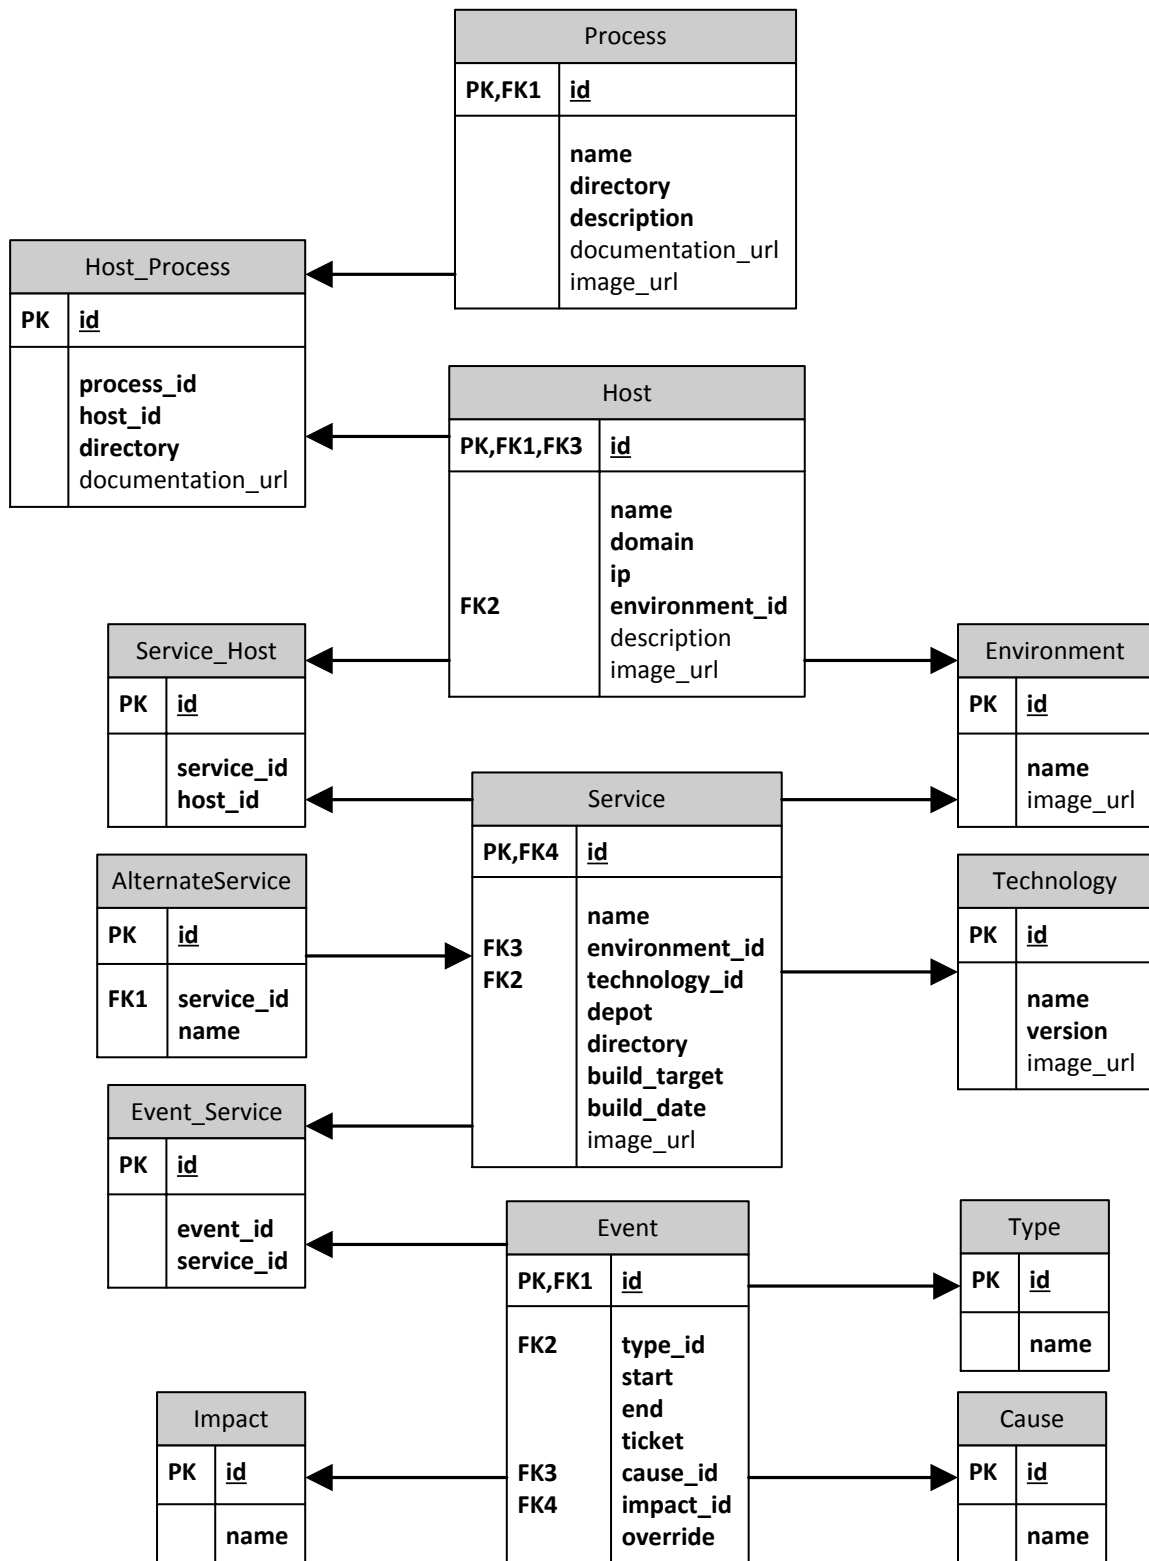 Process
PK,FK1 id
name
directory
description
documentation_url
image_url
Host_Process
PK id
process_id
host_id
directory
documentation_url
Host
PK,FK1,FK3 id
name
domain
ip
FK2 environment_id
description
image_url
Service_Host
PK id
service_id
host_id
Environment
PK id
name
image_url
Service
PK,FK4 id
name
FK3 environment_id
FK2 technology_id
depot
directory
build_target
build_date
image_url
AlternateService
PK id
FK1 service_id
name
Technology
PK id
name
version
image_url
Event_Service
PK id
event_id
service_id
Event
PK,FK1 id
FK2 type_id
start
end
ticket
FK3 cause_id
FK4 impact_id
override
Type
PK id
name
Impact
PK id
name
Cause
PK id
name